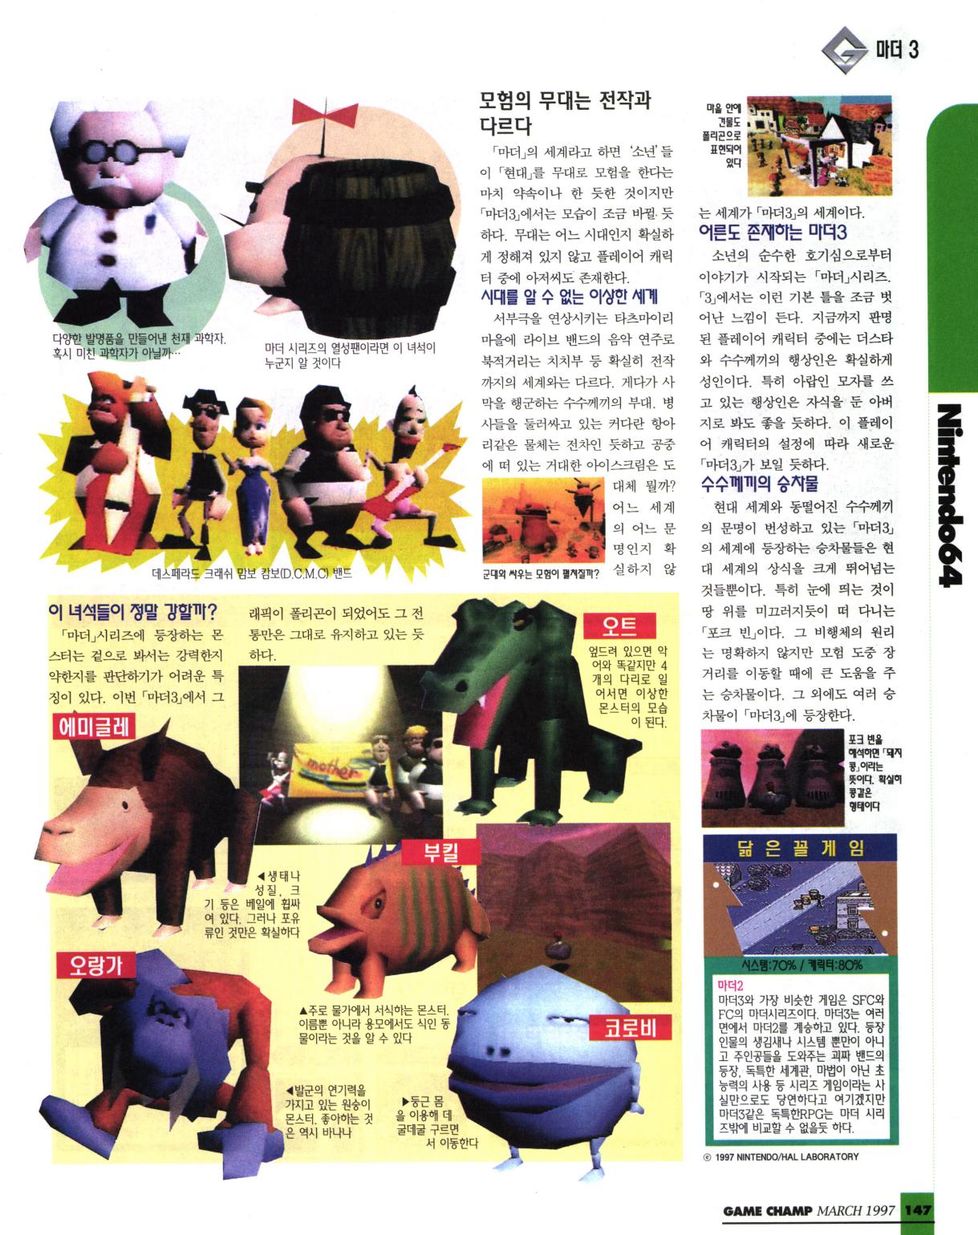 마더 3
다양한 발명품을 만들어낸 천재 과학자.
혹시 미친 과학자가 아닐까…
마더 시리즈의 열성팬이라면 이 녀석이
누군지 알 것이다
데스페라도 크래쉬 맘보 캄보(D.C.M.C) 밴드
모험의 무대는 전작과
다르다
「마더」의 세계라고 하면 '소년'들
이 「현대」를 무대로 모험을 한다는
마치 약속이나 한 듯한 것이지만
「마더3」에서는 모습이 조금 바뀔 듯
하다. 무대는 어느 시대인지 확실하
게 정해져 있지 않고 플레이어 캐릭
터 중에 아저씨도 존재한다.
시대를 알 수 없는 이상한 세계
서부극을 연상시키는 타츠마이리
마을에 라이브 밴드의 음악 연주로
북적거리는 치치부 등 확실히 전작
까지의 세계와는 다르다. 게다가 사
막을 행군하는 수수께끼의 부대. 병
사들을 둘러싸고 있는 커다란 항아
리같은 물체는 전차인 듯하고 공중
에 떠 있는 거대한 아이스크림은 도
대체 뭘까?
어느 세계
의 어느 문
명인지 확
실하지 않
군대와 싸우는 모험이 펼쳐질까?
마을 안에
건물도
폴리곤으로
표현되어
있다
는 세계가 「마더3」의 세계이다.
어른도 존재하는 마더3
소년의 순수한 호기심으로부터
이야기가 시작되는 「마더」시리즈.
「3」에서는 이런 기본 틀을 조금 벗
어난 느낌이 든다. 지금까지 판명
된 플레이어 캐릭터 중에는 더스타
와 수수께끼의 행상인은 확실하게
성인이다. 특히 아랍인 모자를 쓰
고 있는 행상인은 자식을 둔 아버
지로 봐도 좋을 듯하다. 이 플레이
어 캐릭터의 설정에 따라 새로운
「마더3」가 보일 듯하다.
수수께끼의 승차물
현대 세계와 동떨어진 수수께끼
의 문명이 번성하고 있는 「마더3」
의 세계에 등장하는 승차물들은 현
대 세계의 상식을 크게 뛰어넘는
것들뿐이다. 특히 눈에 띄는 것이
땅 위를 미끄러지듯이 떠 다니는
「포크 빈」이다. 그 비행체의 원리
는 명확하지 않지만 모험 도중 장
거리를 이동할 때에 큰 도움을 주
는 승차물이다. 그 외에도 여러 승
차물이 「마더3」에 등장한다.
포크 빈을
해석하면 「돼지
콩」이라는
뜻이다. 확실히
콩같은
형태이다
이 녀석들이 정말 강할까?
「마더」시리즈에 등장하는 몬
스터는 겉으로 봐서는 강력한지
약한지를 판단하기가 어려운 특
징이 있다. 이번 「마더3」에서 그
래픽이 폴리곤이 되었어도 그 전
통만은 그대로 유지하고 있는 듯
하다.
mother
오트
엎드려 있으면 악
어와 똑같지만 4
개의 다리로 일
어서면 이상한
몬스터의 모습
이 된다.
에미글레
◀생태나
성질, 크
기 등은 베일에 휩싸
여 있다. 그러나 포유
류인 것만은 확실하다
부킬
▲주로 물가에서 서식하는 몬스터.
이름뿐 아니라 용모에서도 식인 동
물이라는 것을 알 수 있다
오랑가
◀발군의 연기력을
가지고 있는 원숭이
몬스터. 좋아하는 것
은 역시 바나나
코로비
▶둥근 몸
을 이용해 데
굴데굴 구르면
서 이동한다
닮은꼴게임
시스템:70% / 캐릭터:80%
마더2
마더3와 가장 비슷한 게임은 SFC와
FC의 마더시리즈이다. 마더3는 여러
면에서 마더2를 계승하고 있다. 등장
인물의 생김새나 시스템 뿐만이 아니
고 주인공들을 도와주는 괴짜 밴드의
등장, 독특한 세계관, 마법이 아닌 초
능력의 사용 등 시리즈 게임이라는 사
실만으로도 당연하다고 여기겠지만
마더3같은 독특한RPG는 마더 시리
즈밖에 비교할 수 없을듯 하다.
© 1997 NINTENDO/HAL LABORATORY
Nintendo64
GAME CHAMP MARCH 1997 147